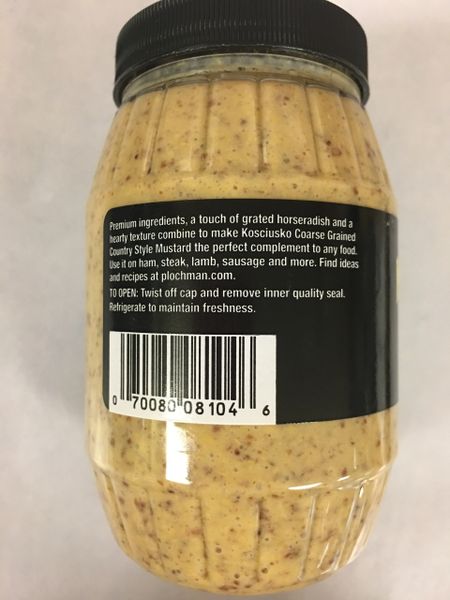 Premium ingredients, a touch of grated horseradish and a
hearty texture combine to make Kosciusko Coarse Grained
Country Style Mustard the perfect complement to any food.
Use it on ham, steak, lamb, sausage and more. Find ideas
and recipes at plochman.com.
TO OPEN: Twist off cap and remove inner quality seal.
Refrigerate to maintain freshness.
0 70080 08104 6